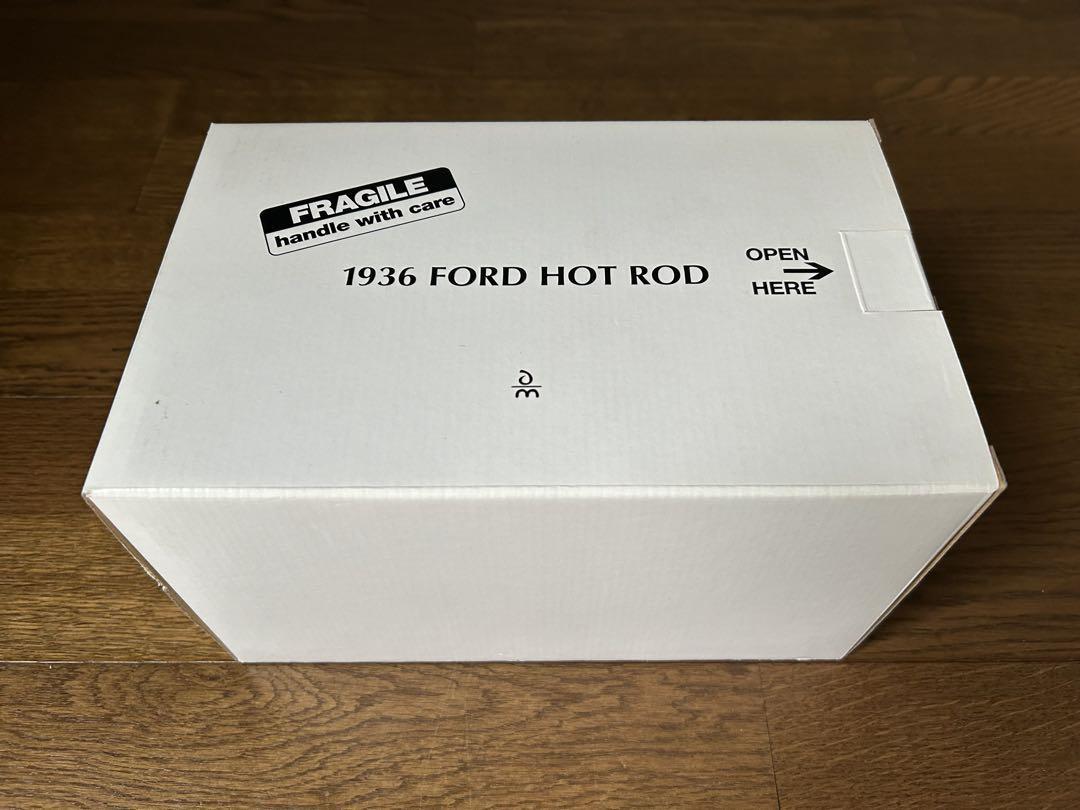 FRAGILE
handle with care
1936 FORD HOT ROD
OPEN
HERE